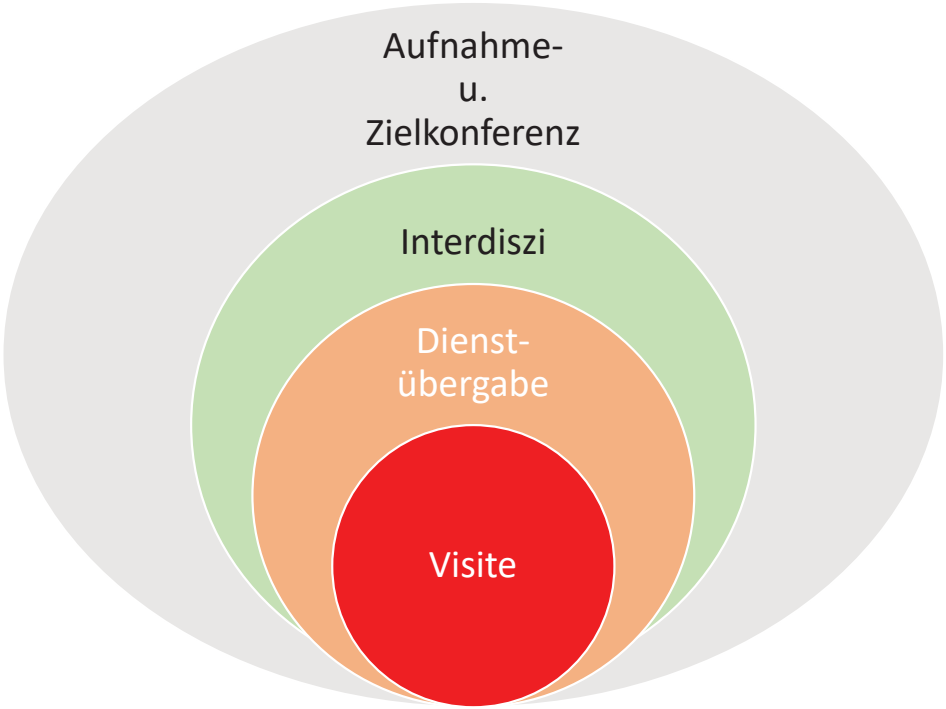 Aufnahme-
u.
Zielkonferenz
Interdiszi
Dienst-
übergabe
Visite